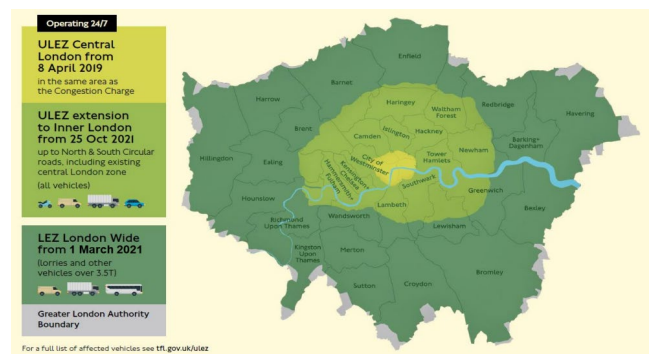 Operating 24/7
ULEZ Central
London from
8 April 2019
in the same area as
the Congestion Charge
ULEZ extension
to Inner London
from 25 Oct 2021
up to North & South Circular
roads, including existing
central London zone
(all vehicles)
LEZ London Wide
from 1 March 2021
(lorries and other
vehicles over 3.5T)
Greater London Authority
Boundary
For a full list of affected vehicles see tfl.gov.uk/ulez
Enfield
Barnet
Haringey
Waltham
Forest
Redbridge
Havering
Harrow
Brent
Camden
Islington
Hackney
Barking+
Dagenham
Hillingdon
Ealing
City of
Westminster
Tower
Hamlets
Newham
Kensington+
Chelsea
Hammersmith+
Fulham
Southwark
Greenwich
Hounslow
Richmond
Upon Thames
Wandsworth
Lambeth
Lewisham
Bexley
Kingston
Upon
Thames
Merton
Sutton
Croydon
Bromley